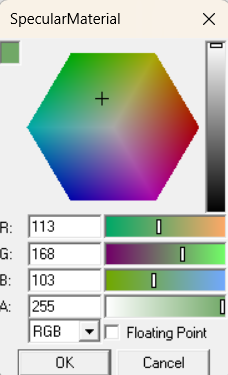 SpecularMaterial
R: 113
G: 168
B: 103
A: 255
RGB Floating Point
OK Cancel